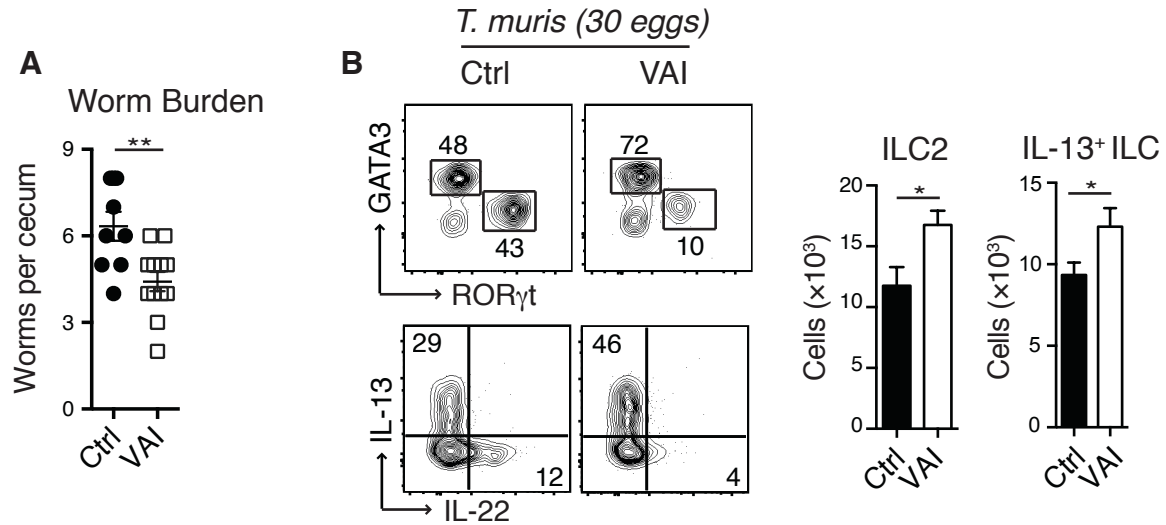 T. muris (30 eggs)
A
Worm Burden
**
9
6
3
0
Worms per cecum
Ctrl
VAI
B
Ctrl
VAI
GATA3
48
43
72
10
RORγt
IL-13
29
12
46
4
IL-22
ILC2
*
20
15
10
5
0
Cells (×10³)
Ctrl
VAI
IL-13⁺ ILC
*
15
10
5
0
Cells (×10³)
Ctrl
VAI